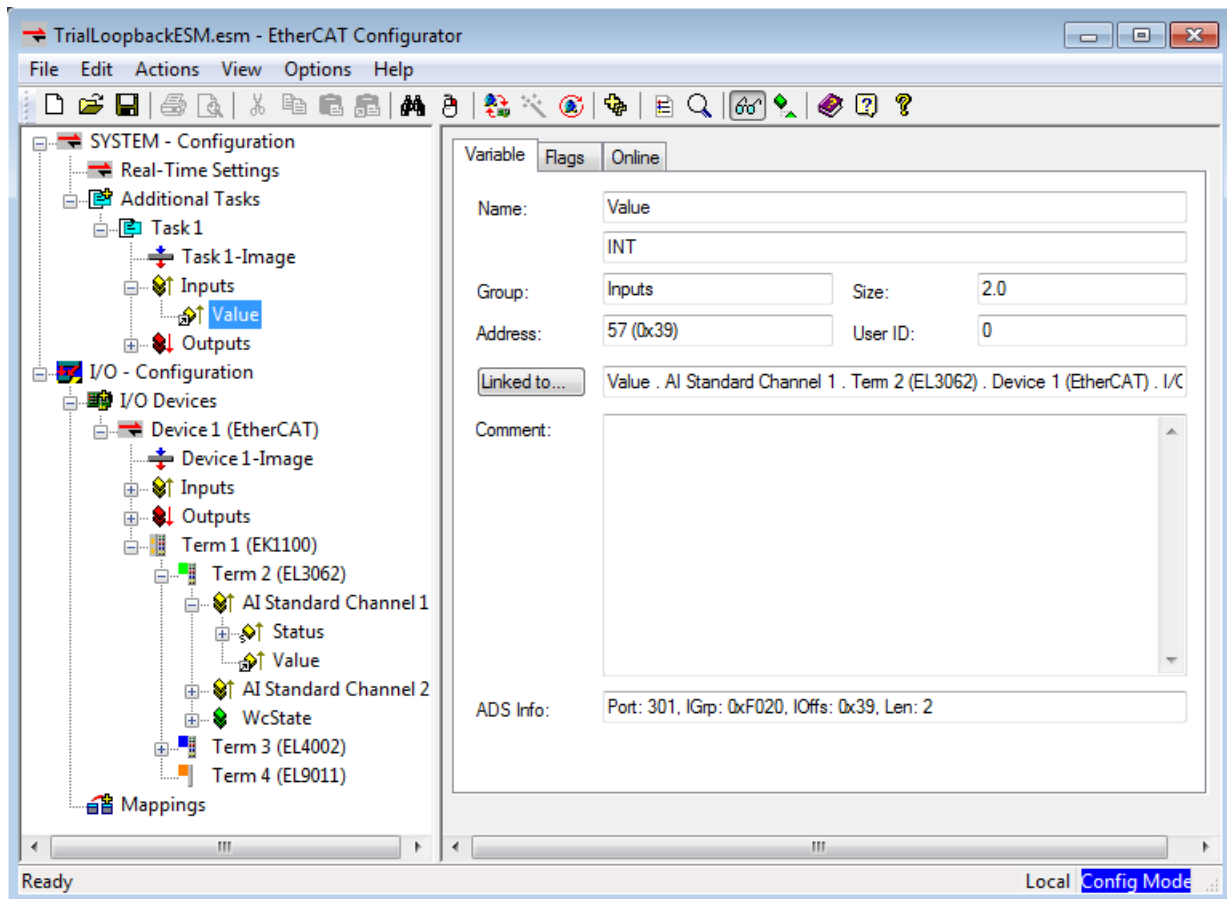 TrialLoopbackESM.esm - EtherCAT Configurator
File Edit Actions View Options Help
SYSTEM - Configuration
Real-Time Settings
Additional Tasks
Task 1
Task 1-Image
Inputs
Value
Outputs
I/O - Configuration
I/O Devices
Device 1 (EtherCAT)
Device 1-Image
Inputs
Outputs
Term 1 (EK1100)
Term 2 (EL3062)
AI Standard Channel 1
Status
Value
AI Standard Channel 2
WcState
Term 3 (EL4002)
Term 4 (EL9011)
Mappings
Variable Flags Online
Name: Value
INT
Group: Inputs Size: 2.0
Address: 57 (0x39) User ID: 0
Linked to... Value . AI Standard Channel 1 . Term 2 (EL3062) . Device 1 (EtherCAT) . I/O
Comment:
ADS Info: Port: 301, IGrp: 0xF020, IOffs: 0x39, Len: 2
Ready Local Config Mode